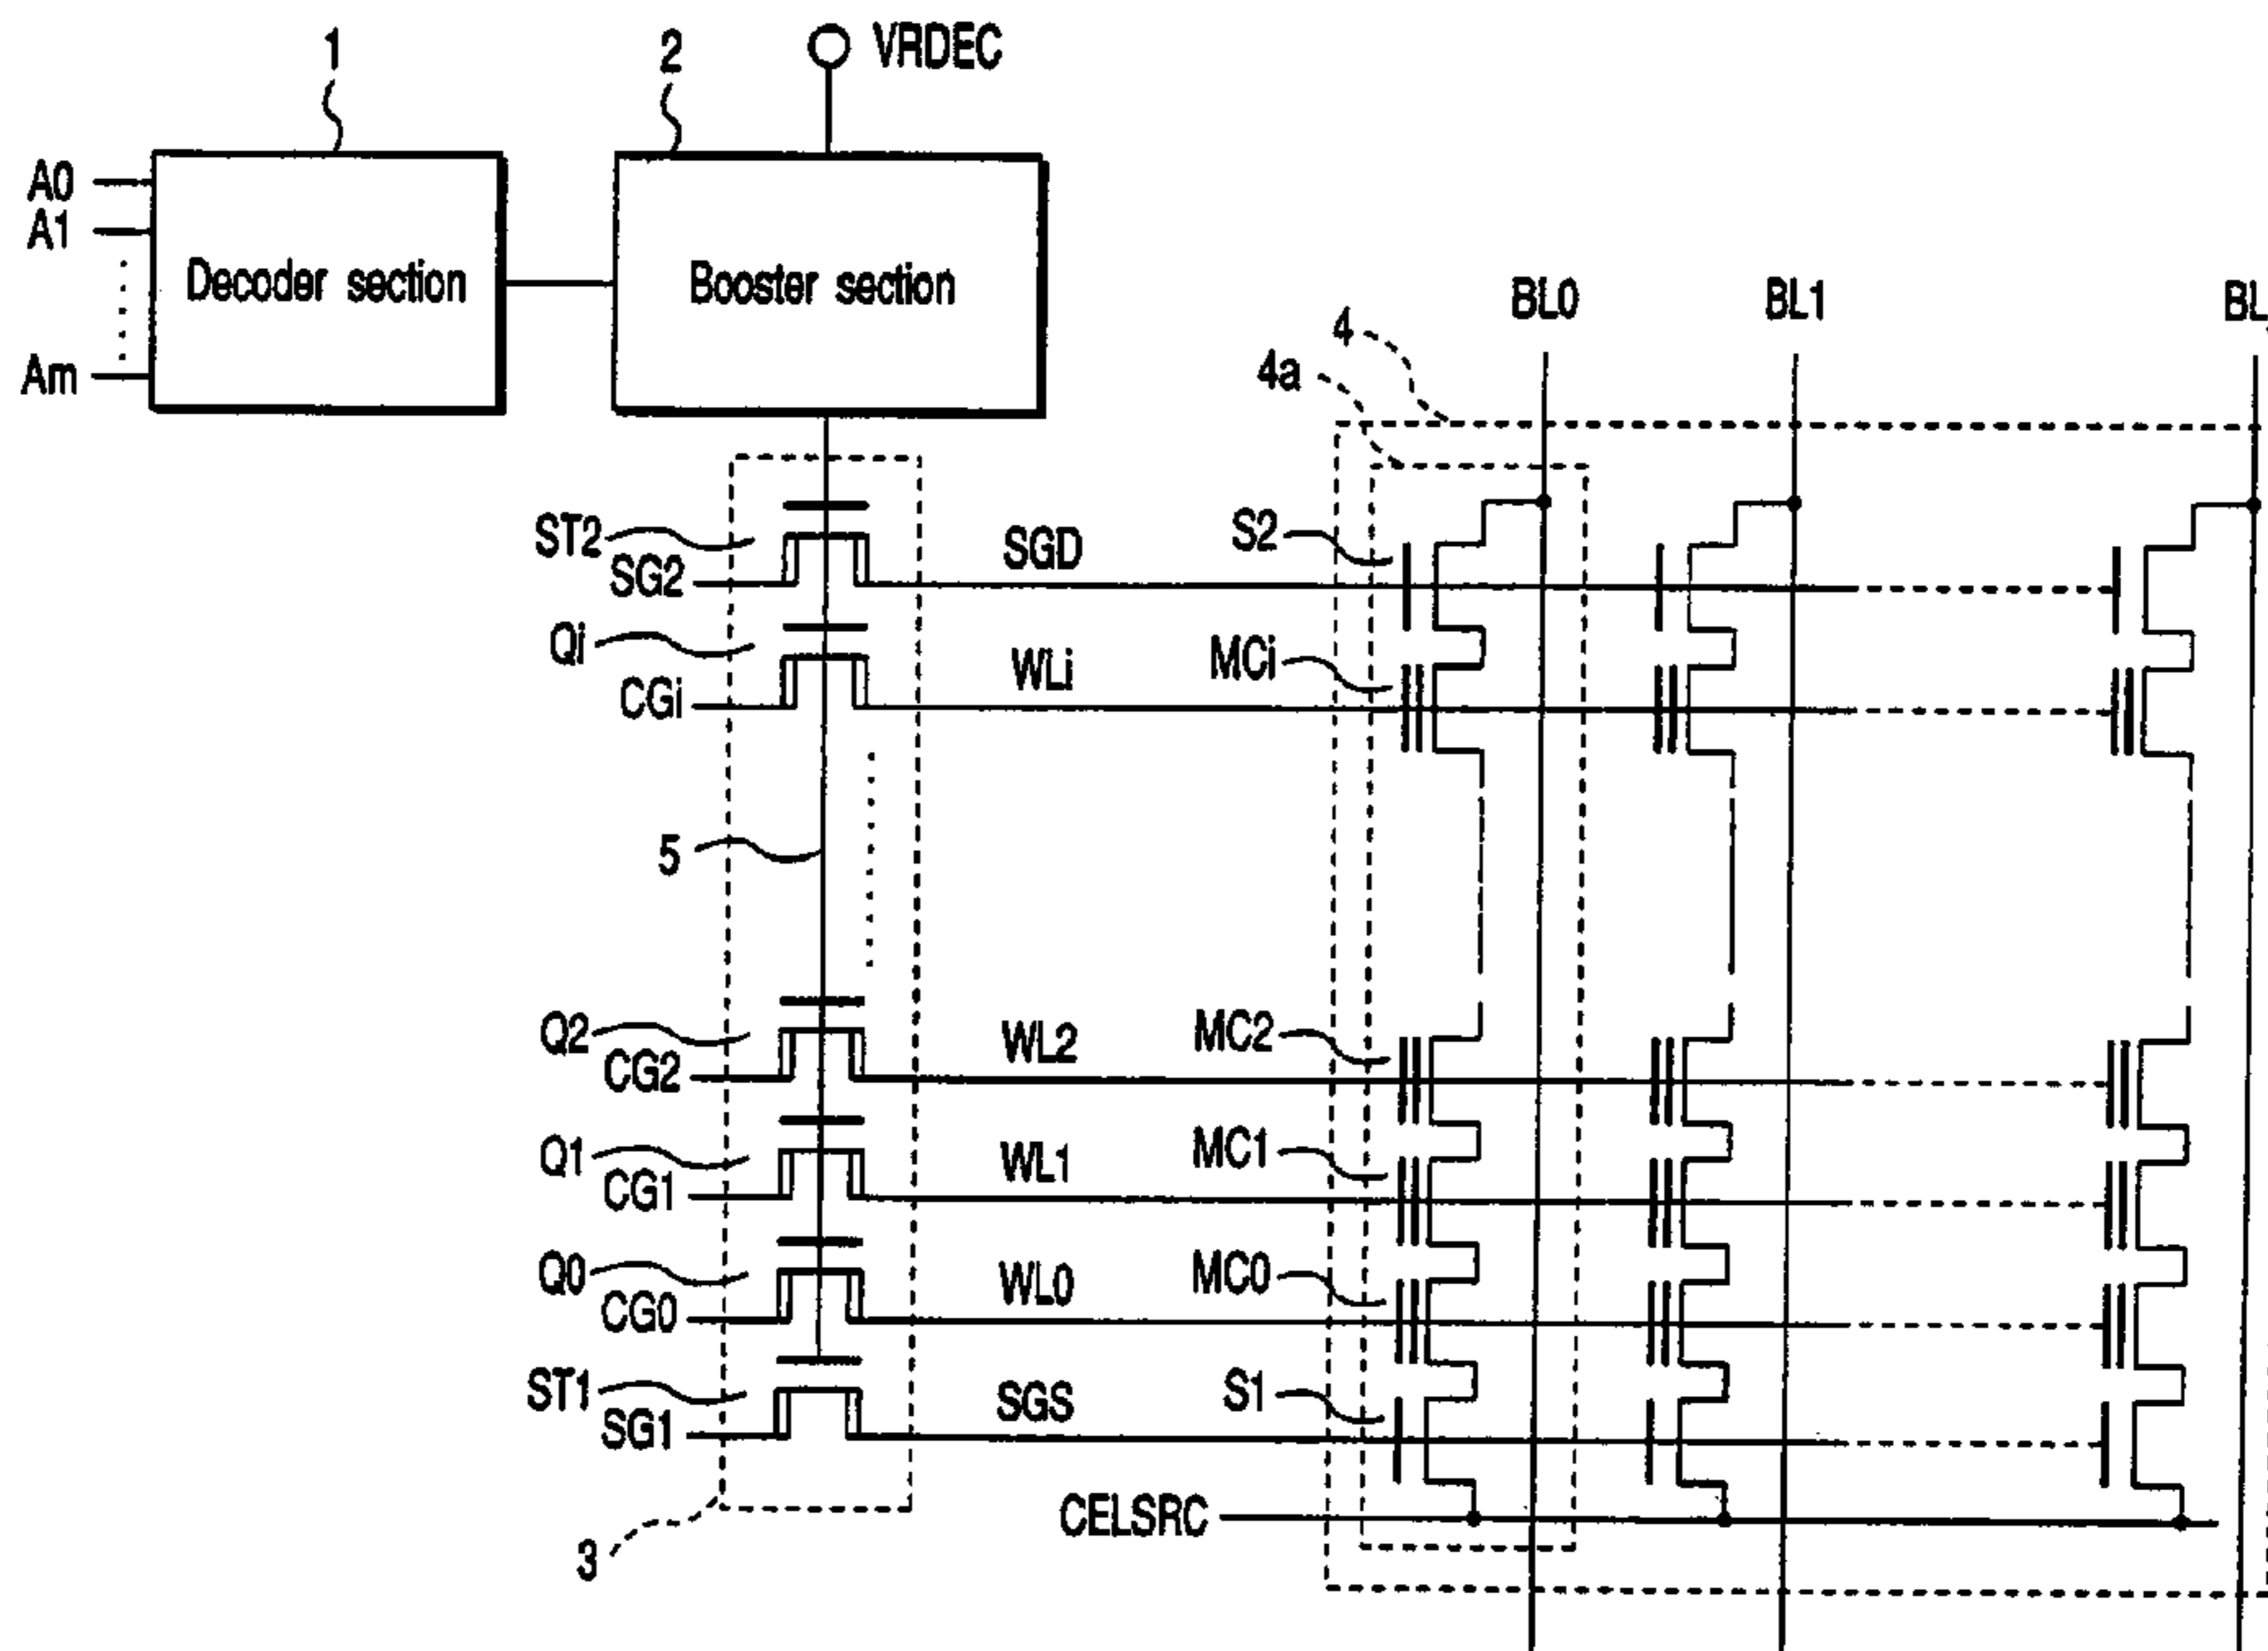 1
2
VRDEC
A0
A1
Am
Decoder section
Booster section
BL0
BL1
BL
4
4a
ST2
SG2
SGD
S2
Qi
CGi
WLi
MCi
5
Q2
CG2
WL2
MC2
Q1
CG1
WL1
MC1
Q0
CG0
WL0
MC0
ST1
SG1
SGS
S1
CELSRC
3